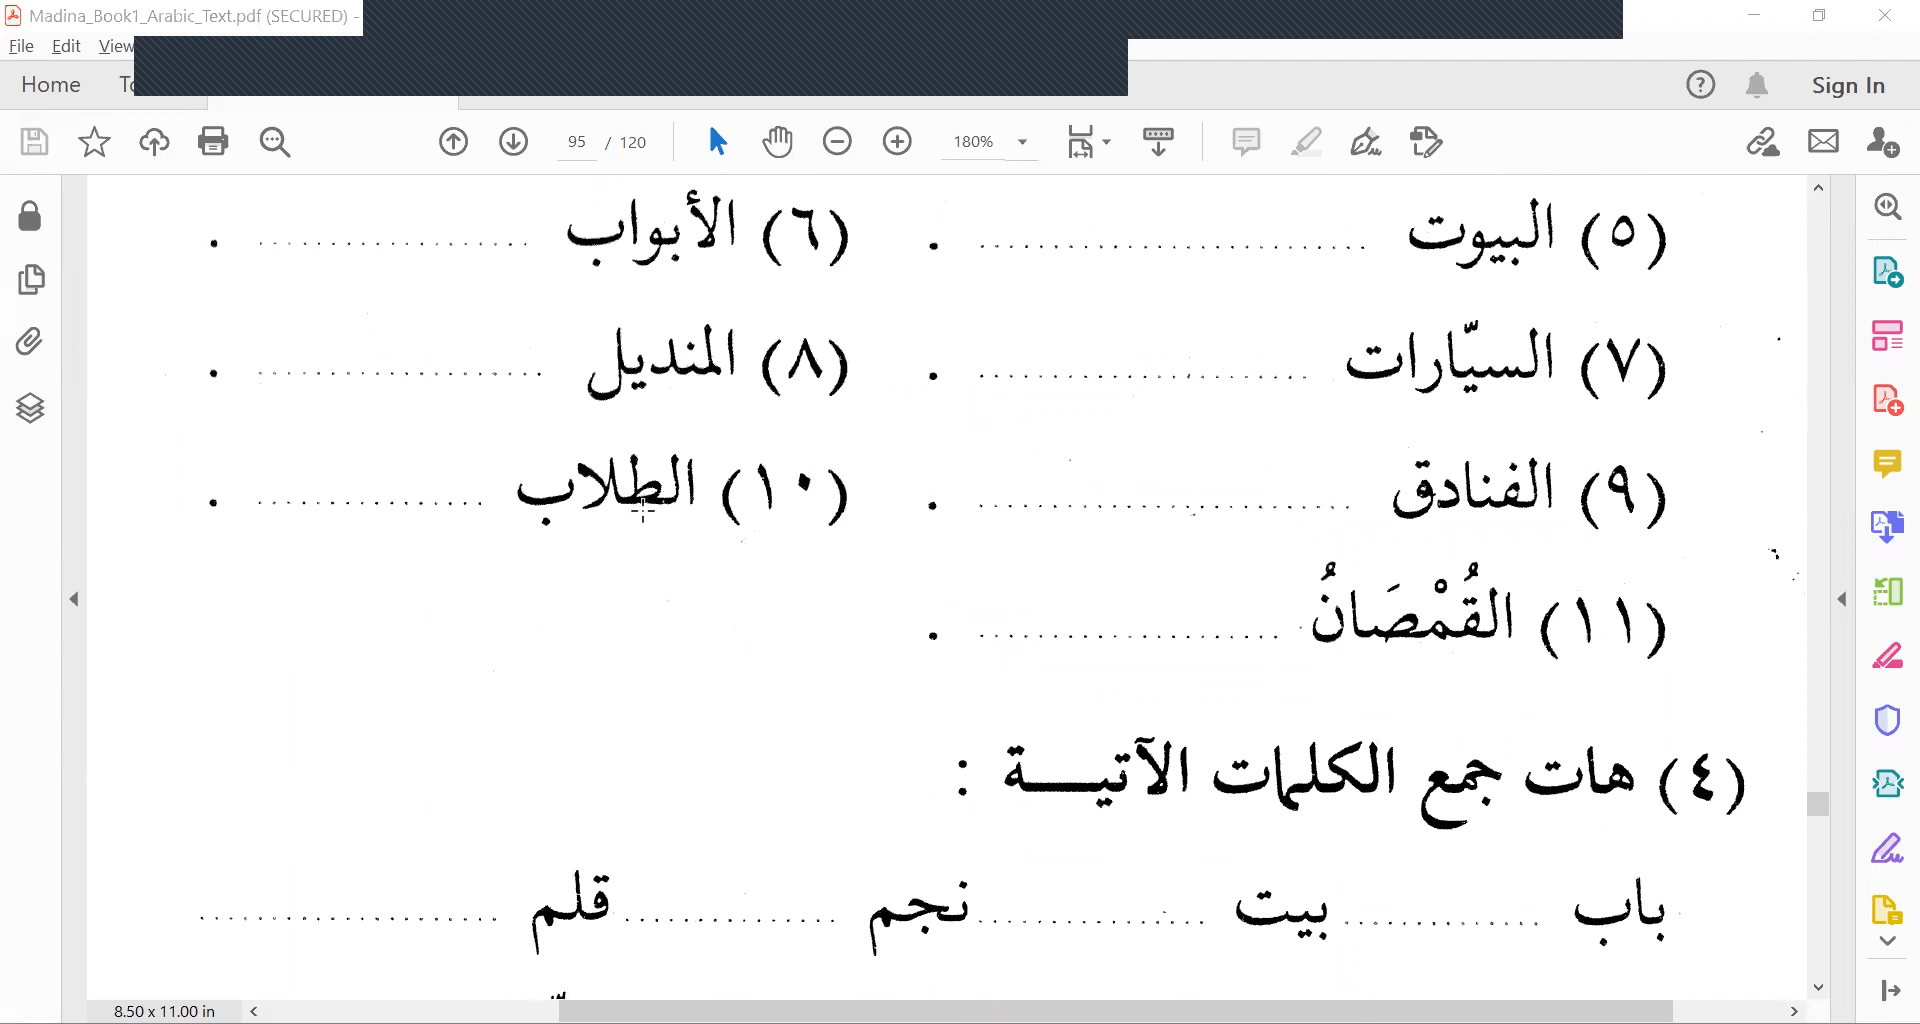 Madina_Book1_Arabic_Text.pdf (SECURED) -
File Edit View
Home
Sign In
95 / 120
180%
(٥) البيوت ........................ . (٦) الأبواب ................ .
(٧) السيّارات .................... . (٨) المنديل ................. .
(٩) الفنادق ....................... . (١٠) الطلاب .............. .
(١١) القُمْصَانُ .................. .
(٤) هات جمع الكلمات الآتيــــة :
باب ............ بيت .............. نجم ............. قلم ..................
8.50 x 11.00 in